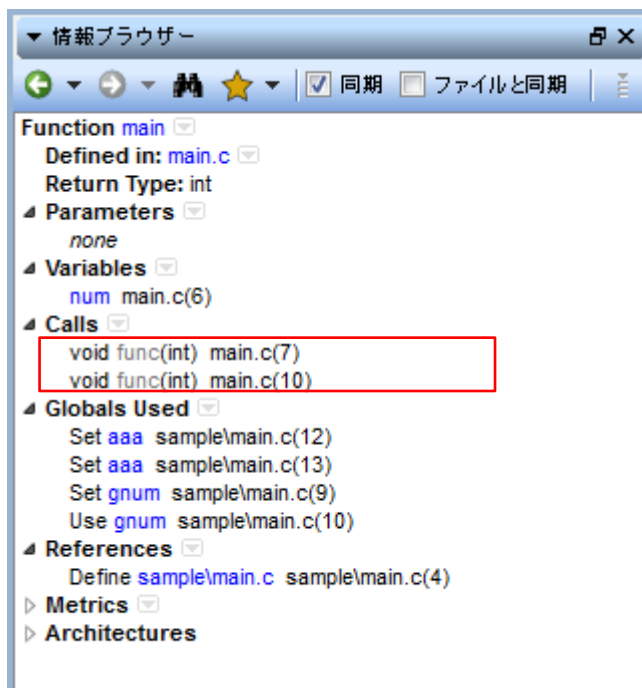 情報ブラウザー
同期 ファイルと同期
Function main
Defined in: main.c
Return Type: int
Parameters
none
Variables
num main.c(6)
Calls
void func(int) main.c(7)
void func(int) main.c(10)
Globals Used
Set aaa sample\main.c(12)
Set aaa sample\main.c(13)
Set gnum sample\main.c(9)
Use gnum sample\main.c(10)
References
Define sample\main.c sample\main.c(4)
Metrics
Architectures